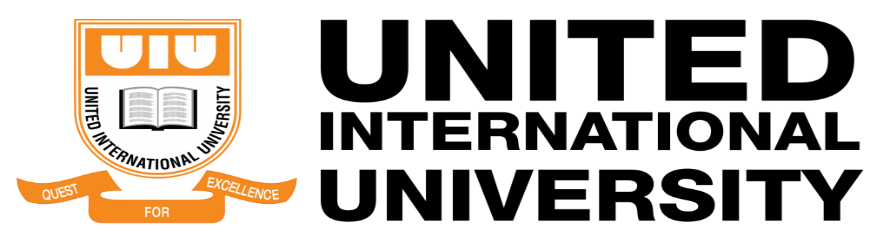 UIU
UNITED INTERNATIONAL UNIVERSITY
QUEST FOR EXCELLENCE
UNITED
INTERNATIONAL
UNIVERSITY